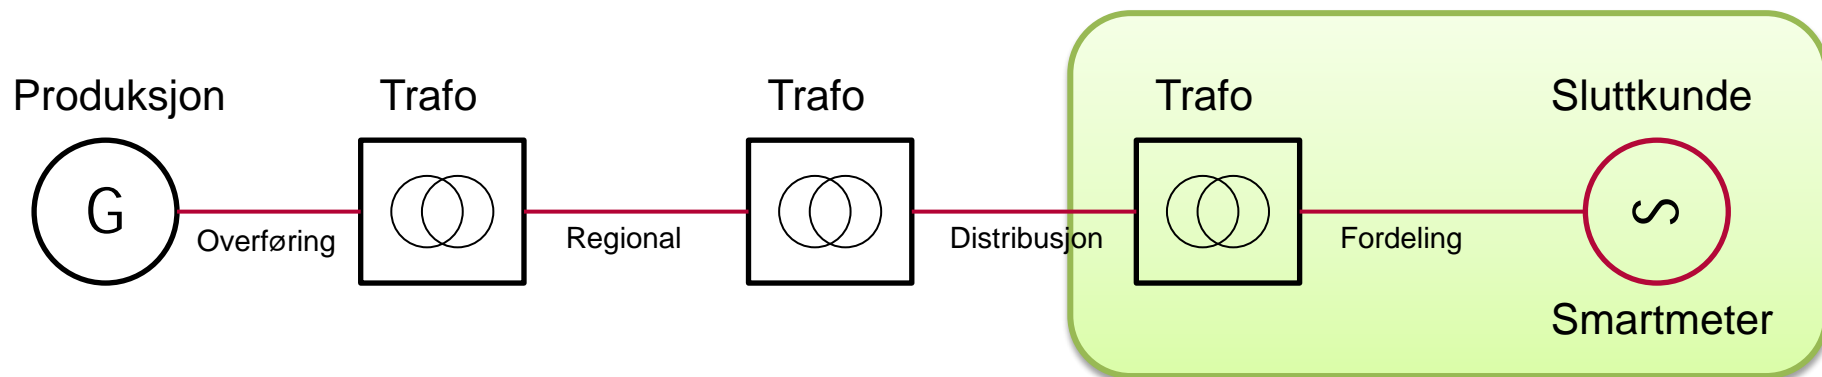 Produksjon
Trafo
Trafo
Trafo
Sluttkunde
G
S
Overføring
Regional
Distribusjon
Fordeling
Smartmeter